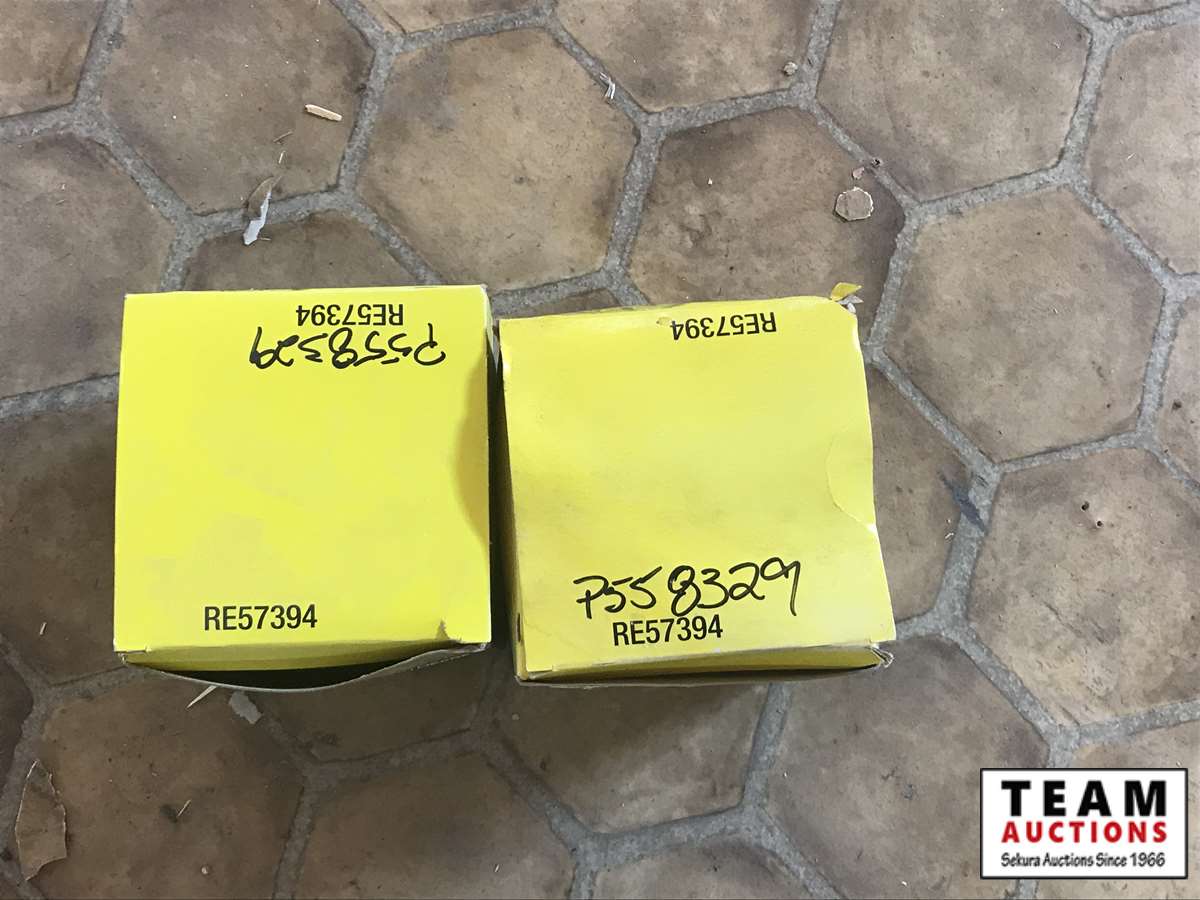 RE57394
P558329
RE57394
RE57394
P558329
RE57394
TEAM
AUCTIONS
Sekura Auctions Since 1966